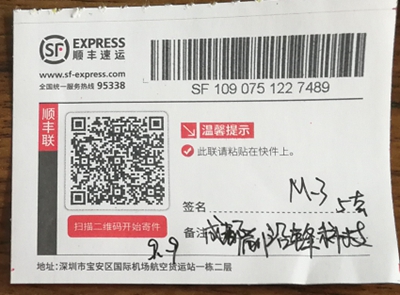 SF EXPRESS
顺丰速运
www.sf-express.com
全国统一服务热线 95338
SF 109 075 122 7489
顺丰联
温馨提示
此联请粘贴在快件上。
扫描二维码开始寄件
M-3
签名
备注
9.9
地址:深圳市宝安区国际机场航空货运站一栋二层